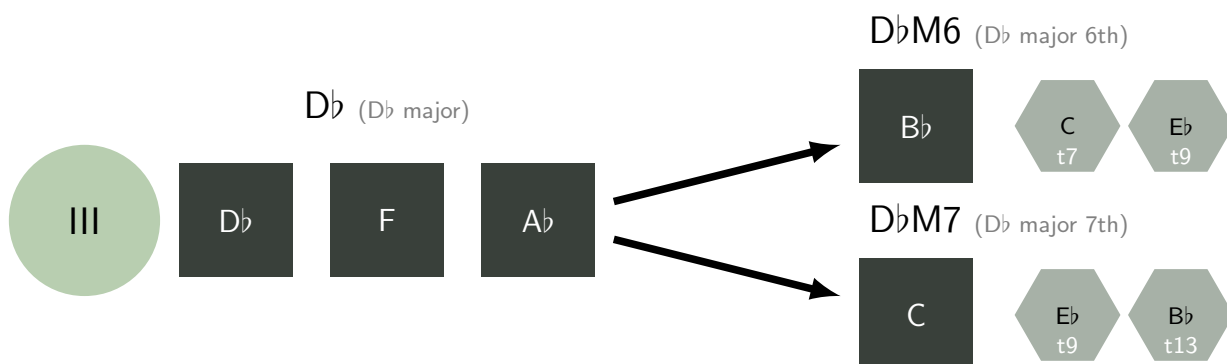 D♭M6 (D♭ major 6th)
D♭ (D♭ major)
B♭
C
t7
E♭
t9
III
D♭
F
A♭
D♭M7 (D♭ major 7th)
C
E♭
t9
B♭
t13